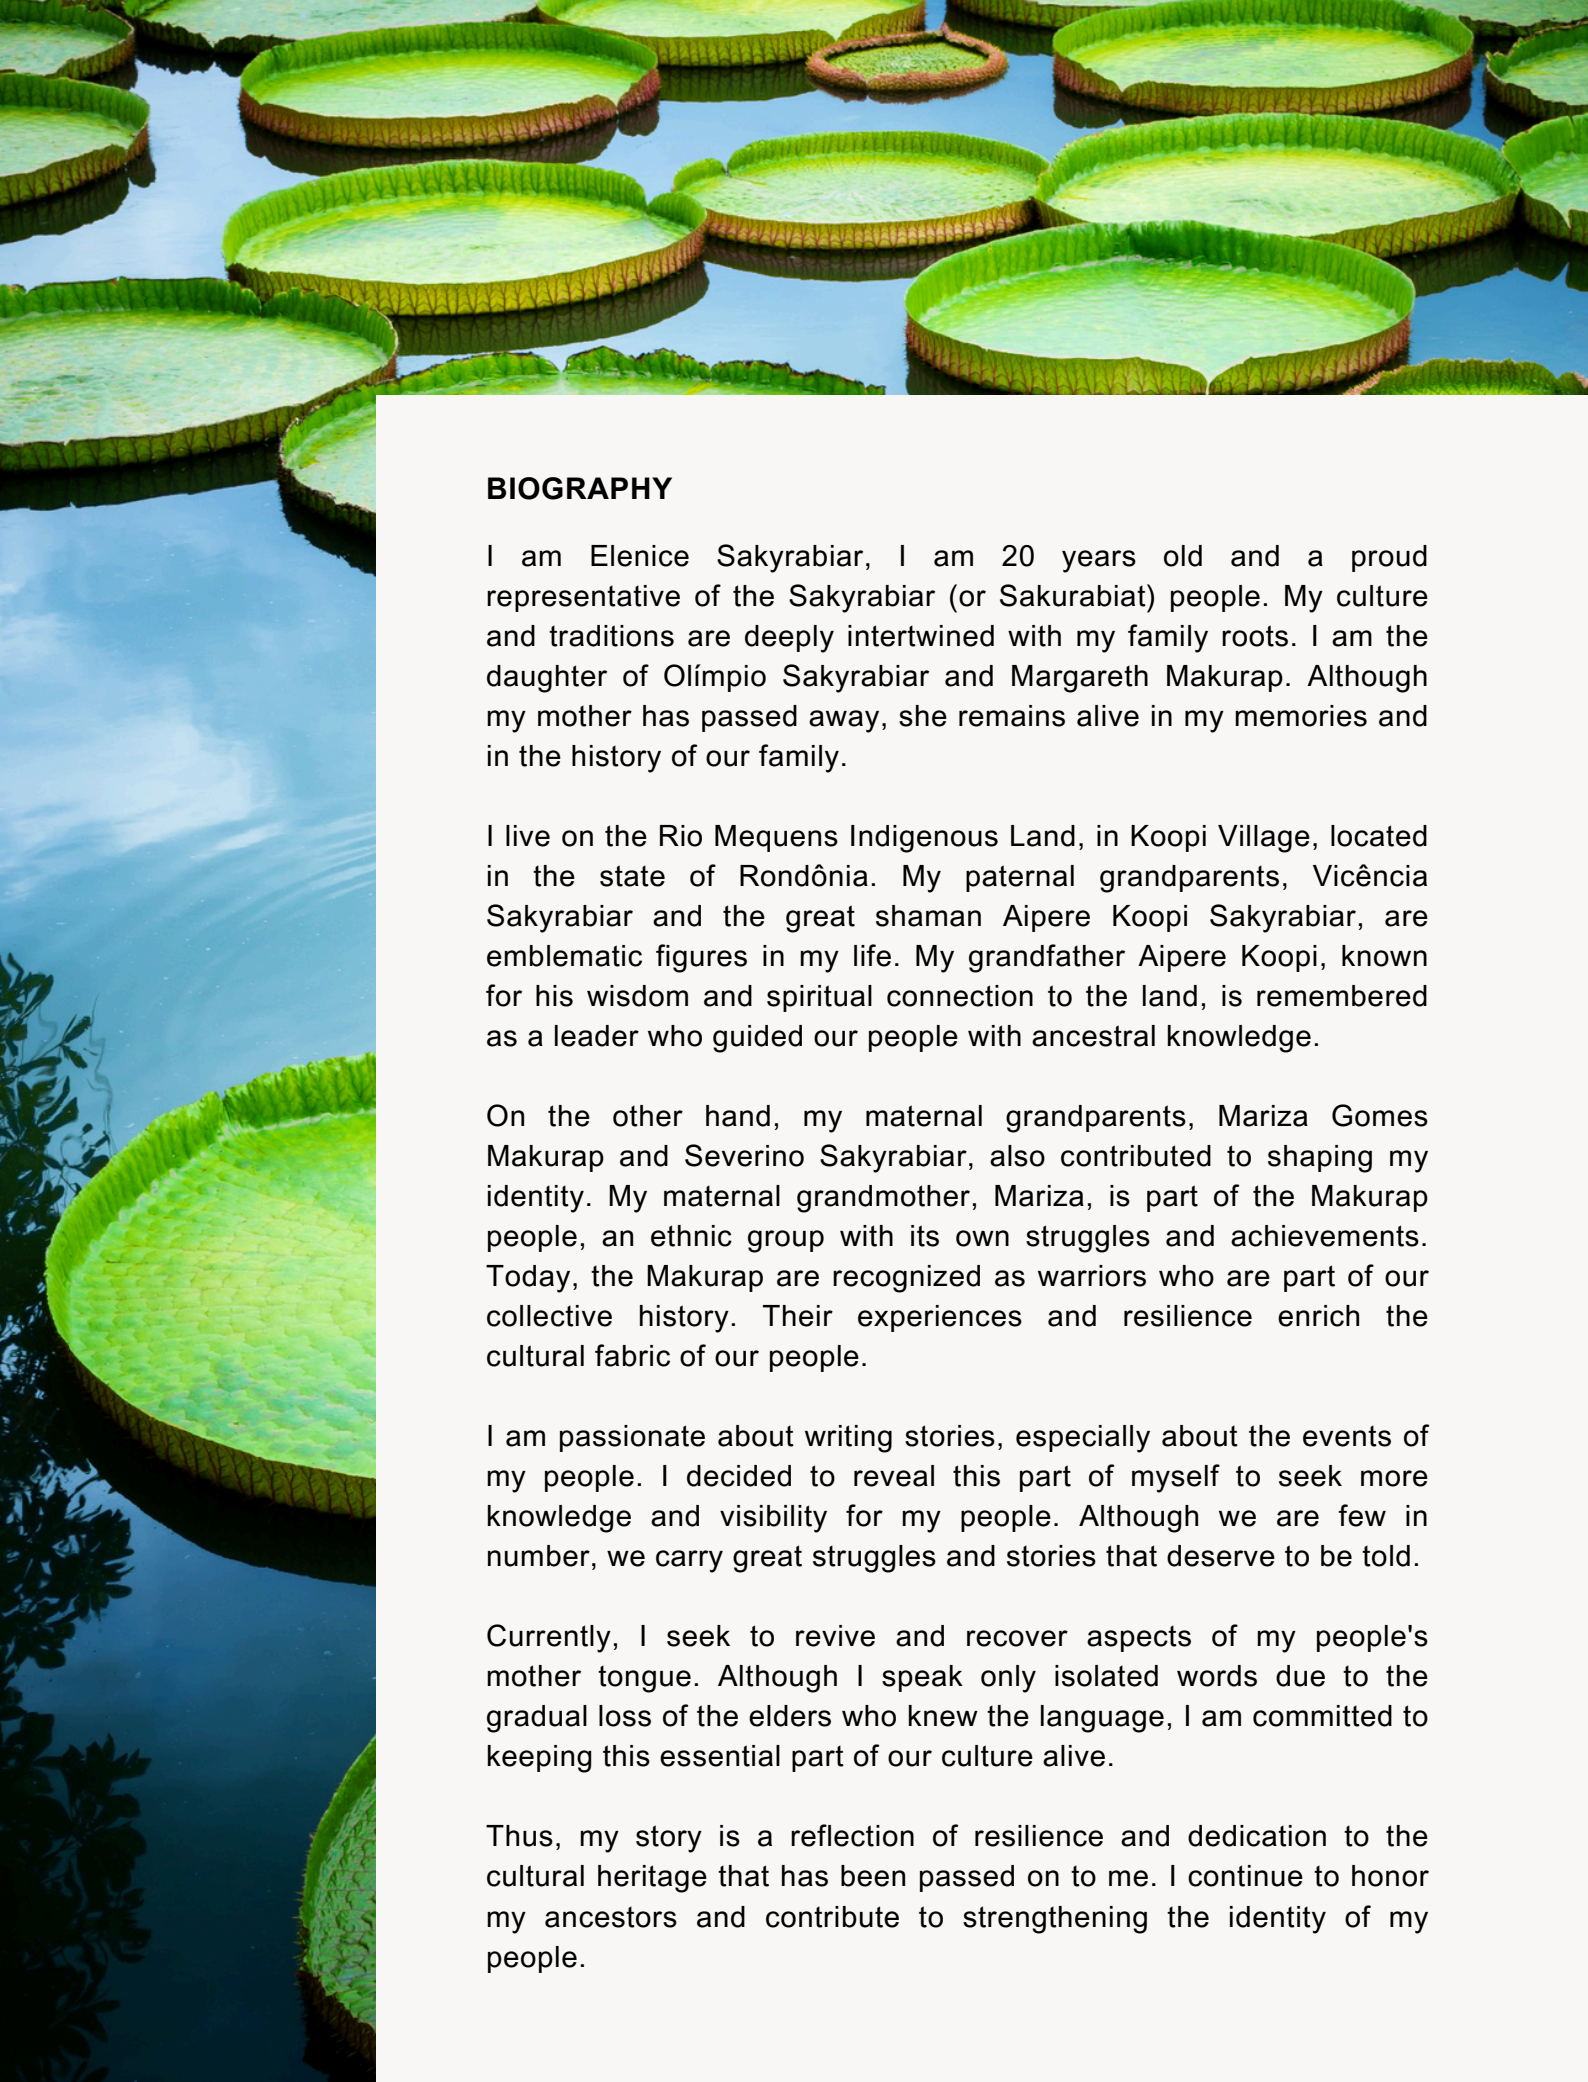 BIOGRAPHY
I am Elenice Sakyrabiar, I am 20 years old and a proud
representative of the Sakyrabiar (or Sakurabiat) people. My culture
and traditions are deeply intertwined with my family roots. I am the
daughter of Olímpio Sakyrabiar and Margareth Makurap. Although
my mother has passed away, she remains alive in my memories and
in the history of our family.
I live on the Rio Mequens Indigenous Land, in Koopi Village, located
in the state of Rondônia. My paternal grandparents, Vicência
Sakyrabiar and the great shaman Aipere Koopi Sakyrabiar, are
emblematic figures in my life. My grandfather Aipere Koopi, known
for his wisdom and spiritual connection to the land, is remembered
as a leader who guided our people with ancestral knowledge.
On the other hand, my maternal grandparents, Mariza Gomes
Makurap and Severino Sakyrabiar, also contributed to shaping my
identity. My maternal grandmother, Mariza, is part of the Makurap
people, an ethnic group with its own struggles and achievements.
Today, the Makurap are recognized as warriors who are part of our
collective history. Their experiences and resilience enrich the
cultural fabric of our people.
I am passionate about writing stories, especially about the events of
my people. I decided to reveal this part of myself to seek more
knowledge and visibility for my people. Although we are few in
number, we carry great struggles and stories that deserve to be told.
Currently, I seek to revive and recover aspects of my people's
mother tongue. Although I speak only isolated words due to the
gradual loss of the elders who knew the language, I am committed to
keeping this essential part of our culture alive.
Thus, my story is a reflection of resilience and dedication to the
cultural heritage that has been passed on to me. I continue to honor
my ancestors and contribute to strengthening the identity of my
people.